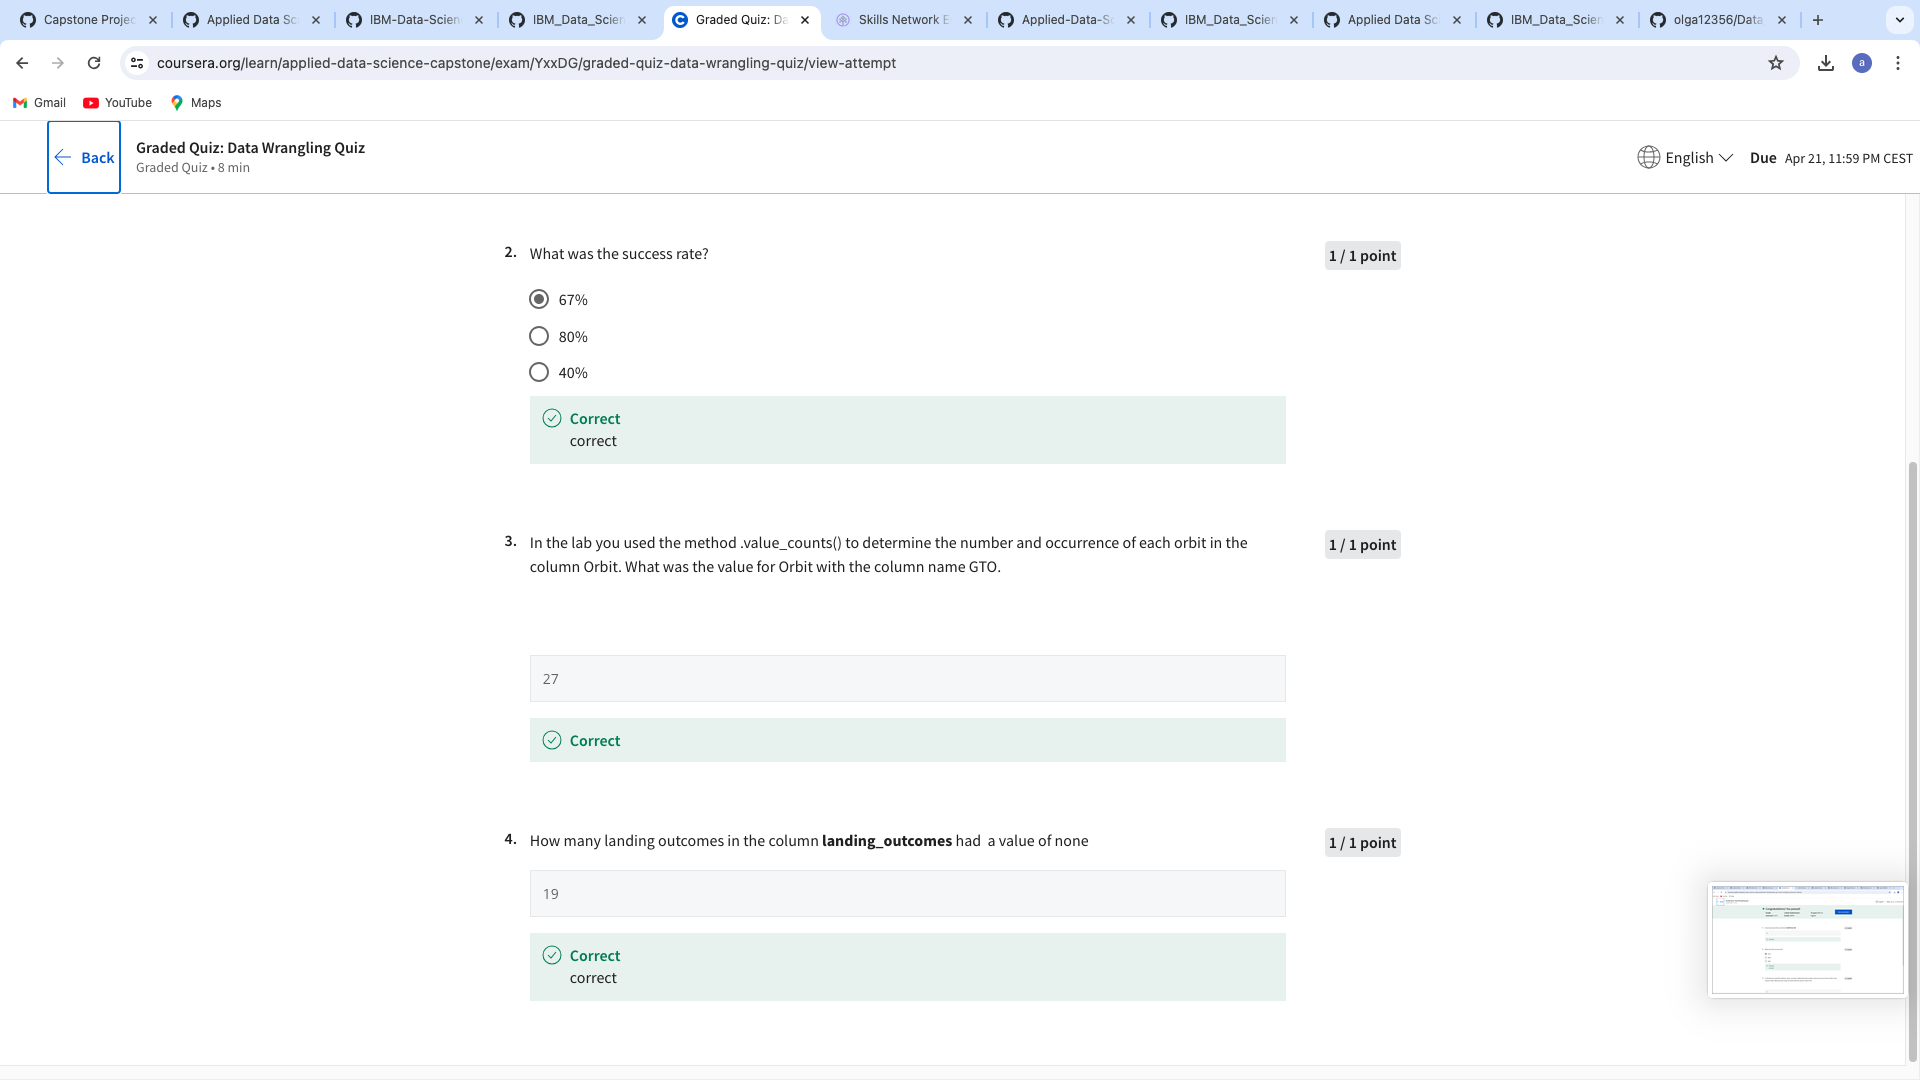 Capstone Projec
Applied Data Sc
IBM-Data-Scien
IBM_Data_Scien
Graded Quiz: Da
Skills Network E
Applied-Data-Sc
IBM_Data_Scien
Applied Data Sc
IBM_Data_Scien
olga12356/Data
coursera.org/learn/applied-data-science-capstone/exam/YxxDG/graded-quiz-data-wrangling-quiz/view-attempt
a
Gmail
YouTube
Maps
Back
Graded Quiz: Data Wrangling Quiz
Graded Quiz • 8 min
English
Due Apr 21, 11:59 PM CEST
2. What was the success rate?
1 / 1 point
67%
80%
40%
Correct
correct
3. In the lab you used the method .value_counts() to determine the number and occurrence of each orbit in the
column Orbit. What was the value for Orbit with the column name GTO.
1 / 1 point
27
Correct
4. How many landing outcomes in the column landing_outcomes had  a value of none
1 / 1 point
19
Correct
correct